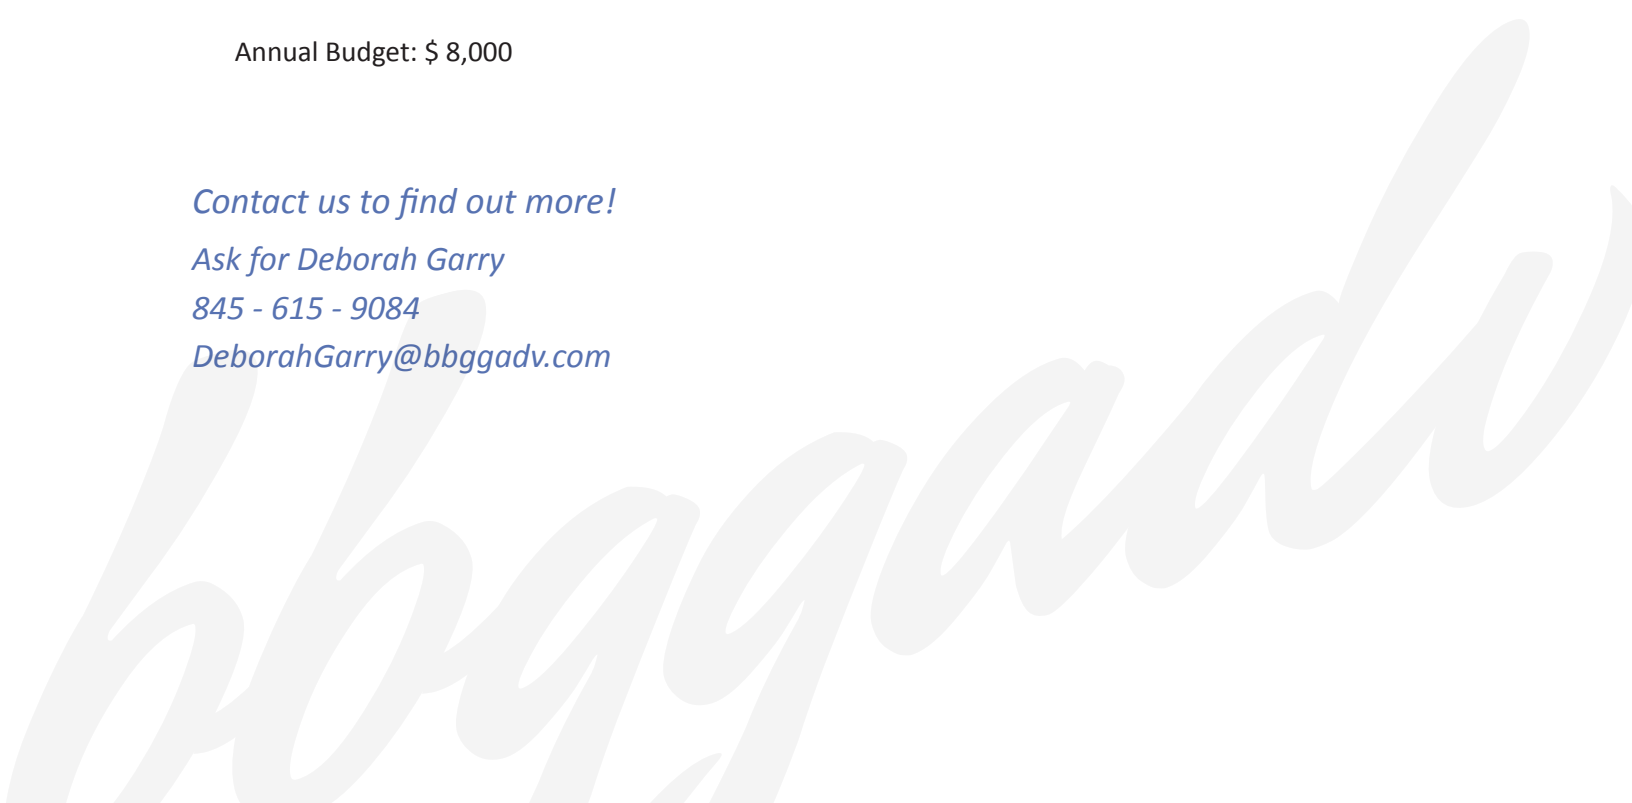 Annual Budget: $ 8,000
Contact us to find out more!
Ask for Deborah Garry
845 - 615 - 9084
DeborahGarry@bbggadv.com
bbggadv